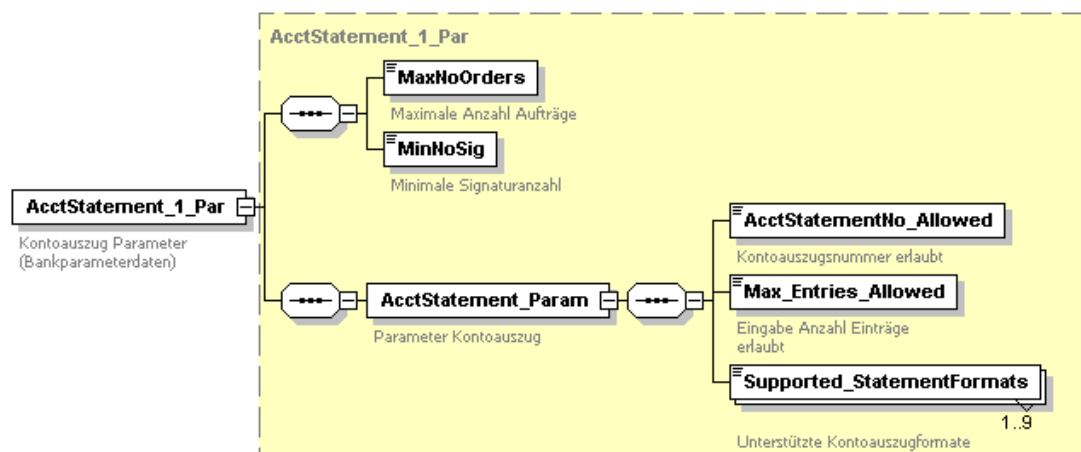 AcctStatement_1_Par
MaxNoOrders
Maximale Anzahl Aufträge
MinNoSig
Minimale Signaturanzahl
AcctStatement_1_Par
Kontoauszug Parameter
(Bankparameterdaten)
AcctStatement_Param
Parameter Kontoauszug
AcctStatementNo_Allowed
Kontoauszugsnummer erlaubt
Max_Entries_Allowed
Eingabe Anzahl Einträge
erlaubt
Supported_StatementFormats
1..9
Unterstützte Kontoauszugformate